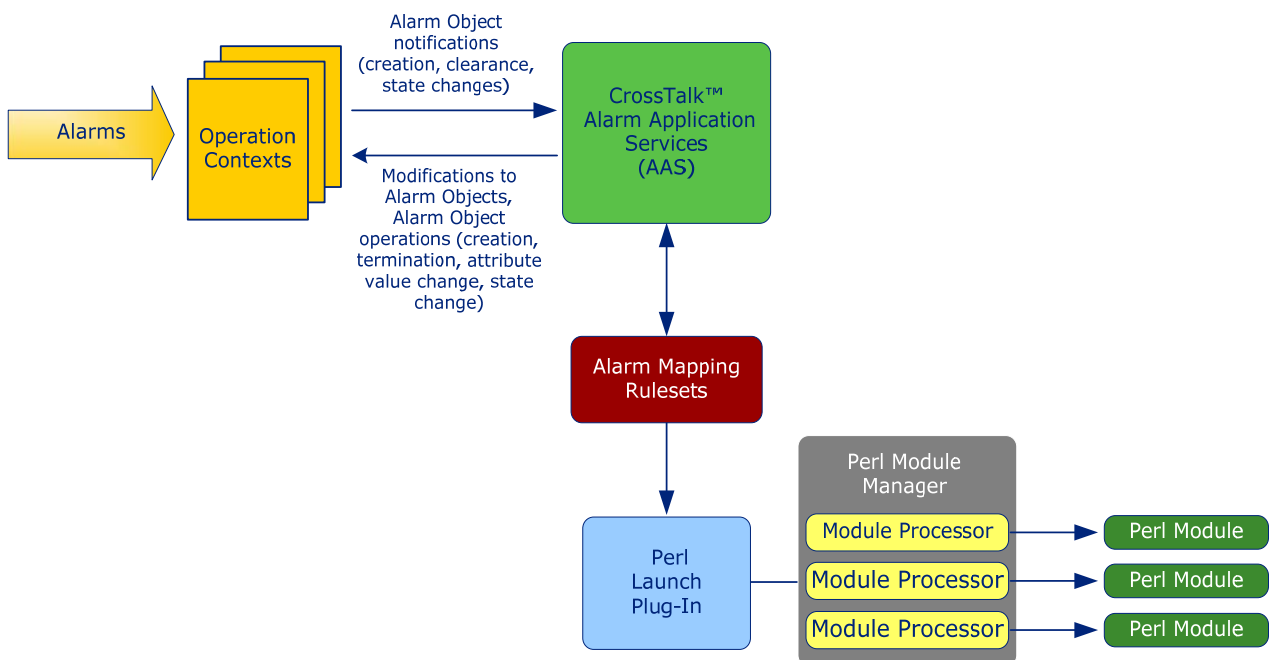 Alarm Object
notifications
(creation, clearance,
state changes)
Alarms
Operation
Contexts
CrossTalk™
Alarm Application
Services
(AAS)
Modifications to
Alarm Objects,
Alarm Object
operations (creation,
termination, attribute
value change, state
change)
Alarm Mapping
Rulesets
Perl
Launch
Plug-In
Perl Module
Manager
Module Processor
Perl Module
Module Processor
Perl Module
Module Processor
Perl Module